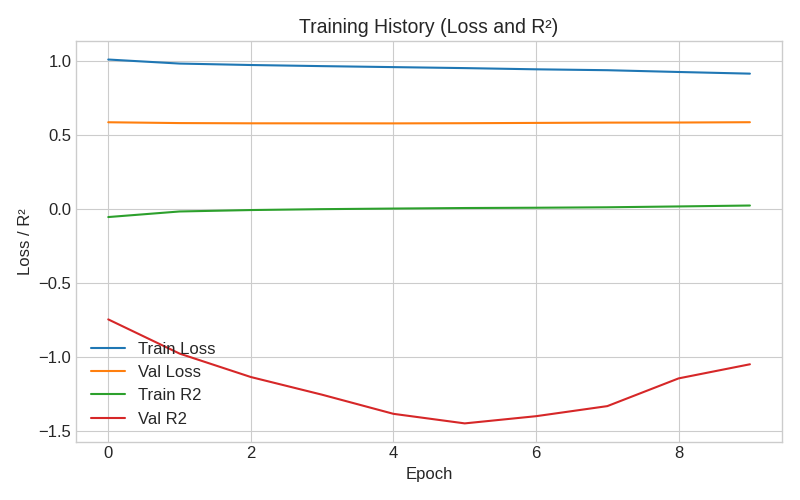 Training History (Loss and R²)
Loss / R²
1.0
0.5
0.0
−0.5
−1.0
−1.5
Train Loss
Val Loss
Train R2
Val R2
0 2 4 6 8
Epoch